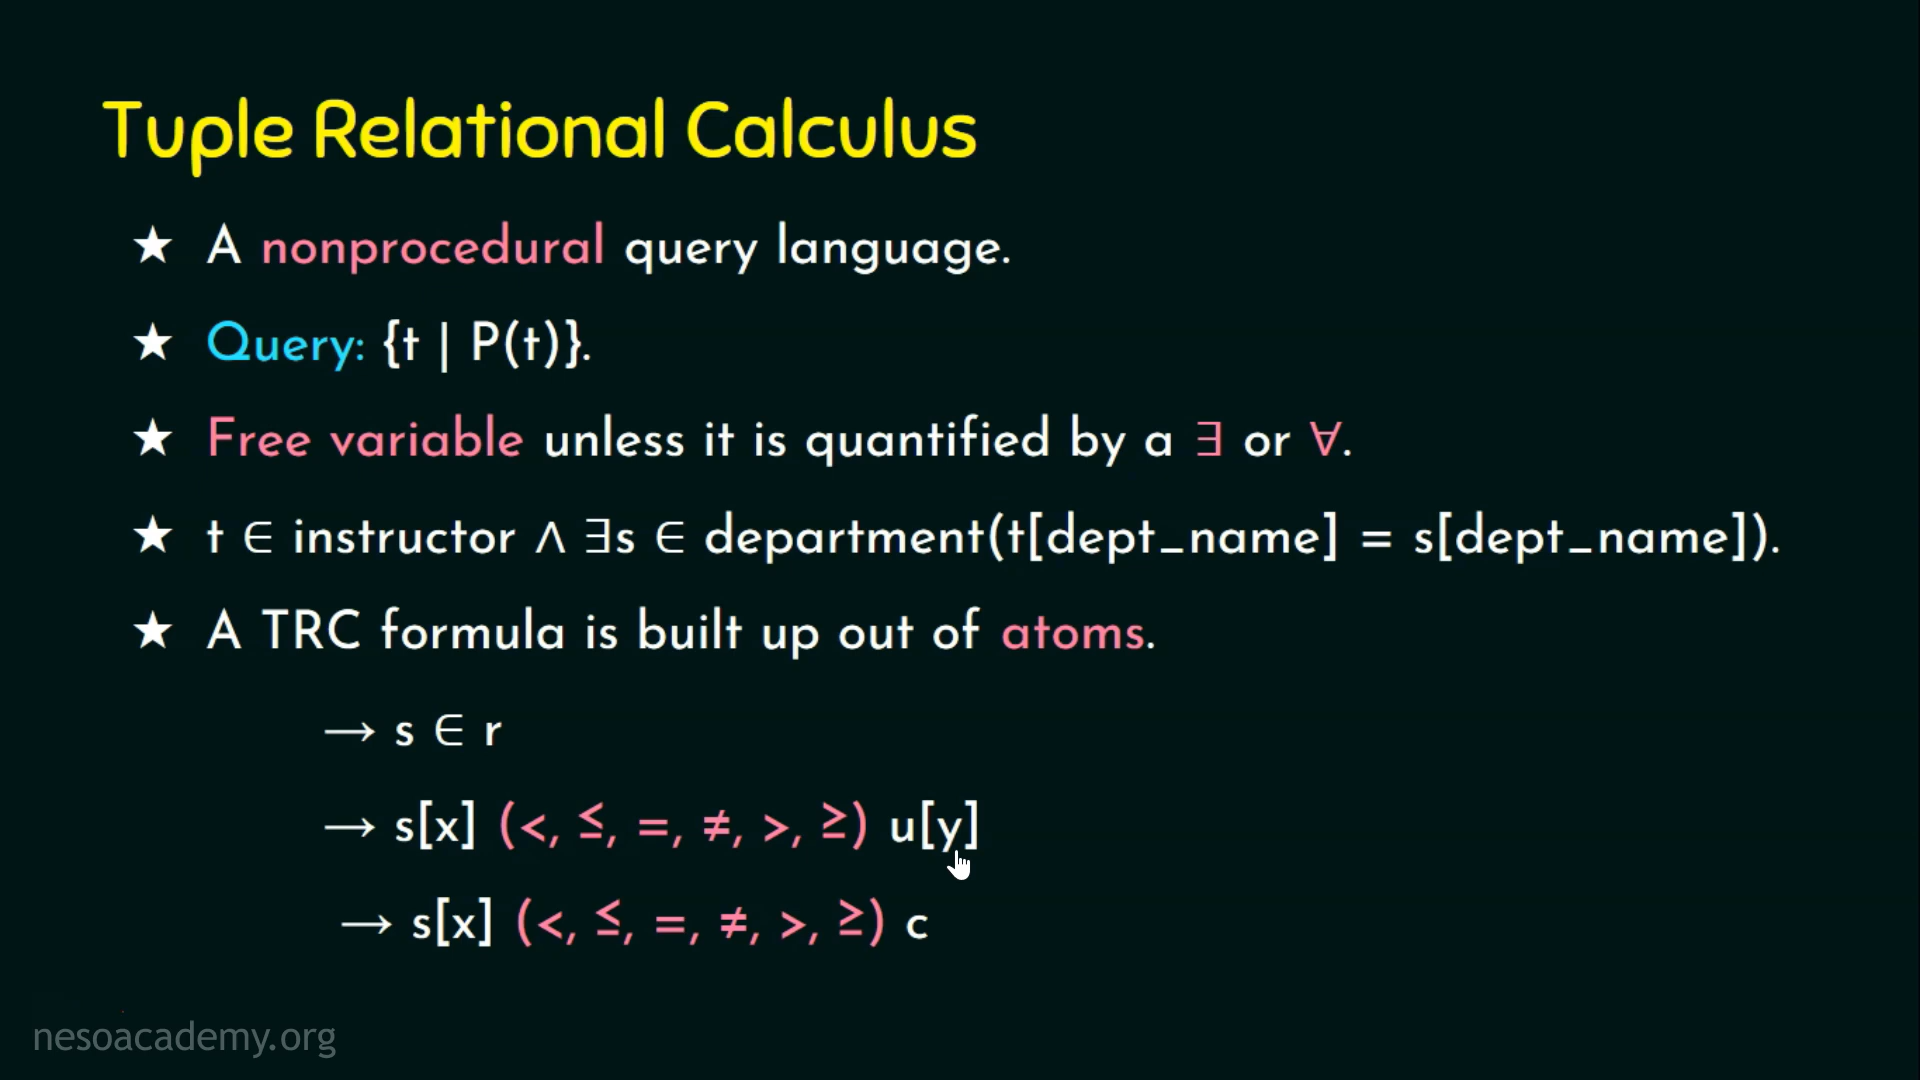 Tuple Relational Calculus
★ A nonprocedural query language.
★ Query: {t | P(t)}.
★ Free variable unless it is quantified by a ∃ or ∀.
★ t ∈ instructor ∧ ∃s ∈ department(t[dept_name] = s[dept_name]).
★ A TRC formula is built up out of atoms.
→ s ∈ r
→ s[x] (<, ≤, =, ≠, >, ≥) u[y]
→ s[x] (<, ≤, =, ≠, >, ≥) c
nesoacademy.org